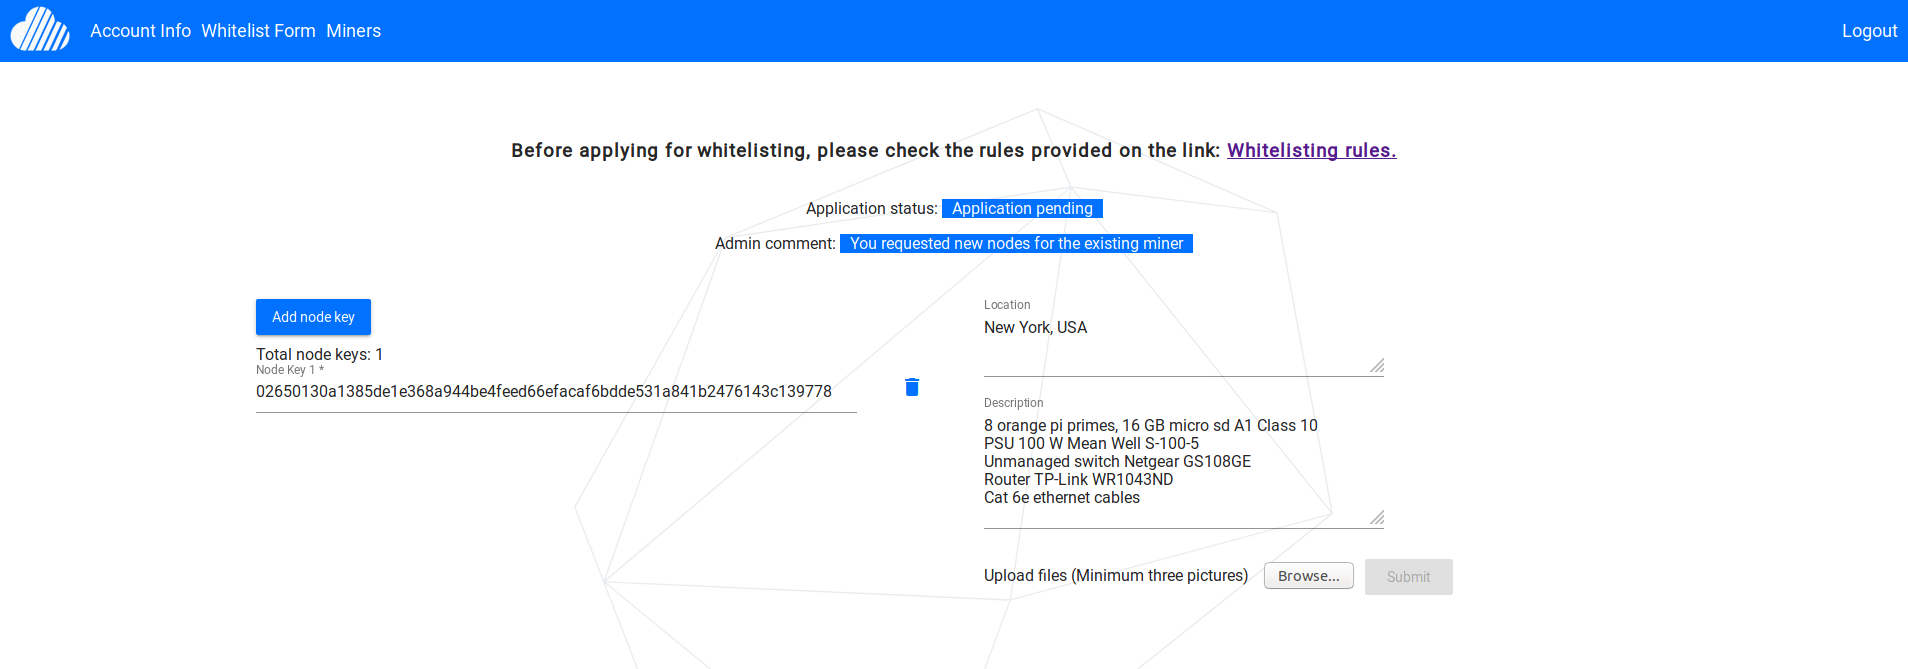 Account Info Whitelist Form Miners Logout
Before applying for whitelisting, please check the rules provided on the link: Whitelisting rules.
Application status: Application pending
Admin comment: You requested new nodes for the existing miner
Add node key
Total node keys: 1
Node Key 1 *
02650130a1385de1e368a944be4feed66efacaf6bdde531a841b2476143c139778
Location
New York, USA
Description
8 orange pi primes, 16 GB micro sd A1 Class 10
PSU 100 W Mean Well S-100-5
Unmanaged switch Netgear GS108GE
Router TP-Link WR1043ND
Cat 6e ethernet cables
Upload files (Minimum three pictures) Browse... Submit